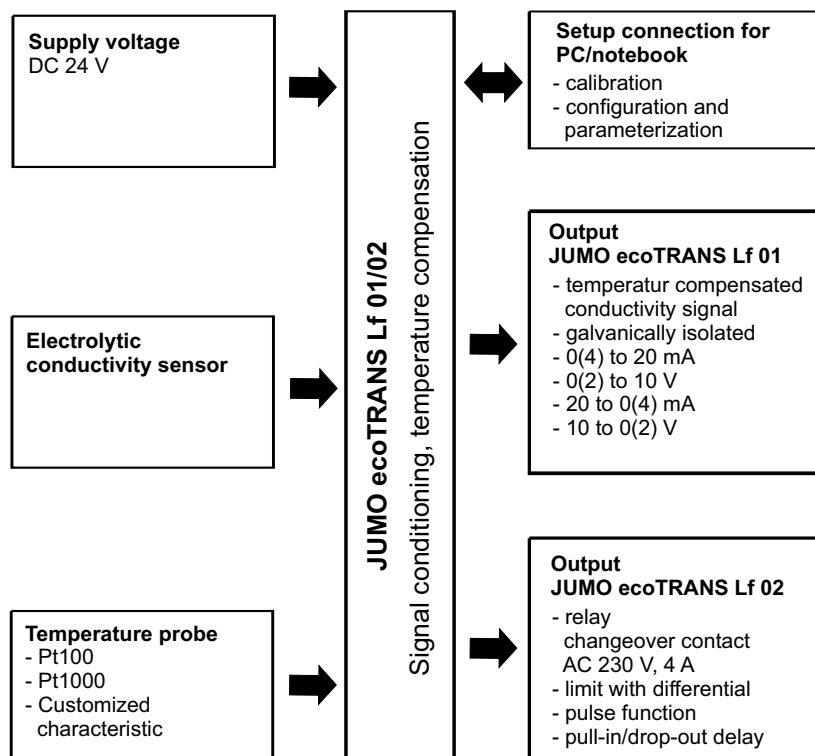 Supply voltage
DC 24 V
Electrolytic
conductivity sensor
Temperature probe
- Pt100
- Pt1000
- Customized
characteristic
JUMO ecoTRANS Lf 01/02
Signal conditioning, temperature compensation
Setup connection for
PC/notebook
- calibration
- configuration and
parameterization
Output
JUMO ecoTRANS Lf 01
- temperatur compensated
conductivity signal
- galvanically isolated
- 0(4) to 20 mA
- 0(2) to 10 V
- 20 to 0(4) mA
- 10 to 0(2) V
Output
JUMO ecoTRANS Lf 02
- relay
changeover contact
AC 230 V, 4 A
- limit with differential
- pulse function
- pull-in/drop-out delay